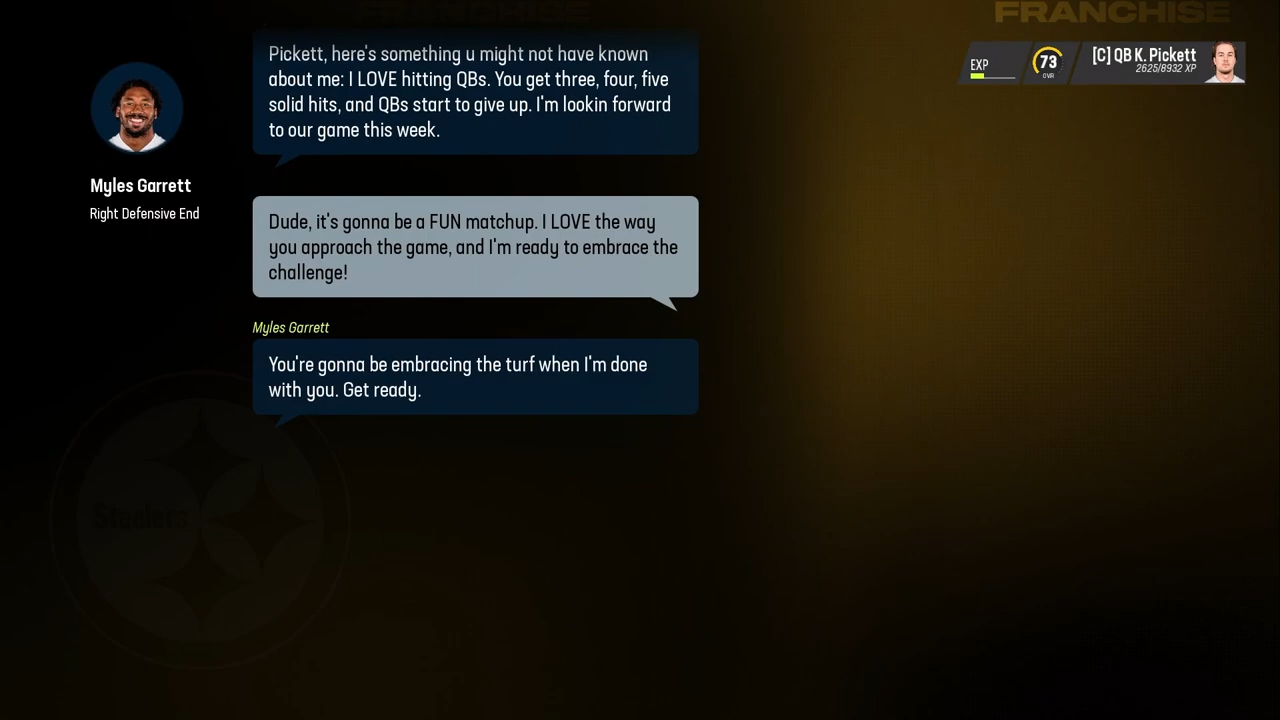 FRANCHISE
FRANCHISE
Pickett, here's something u might not have known
about me: I LOVE hitting QBs. You get three, four, five
solid hits, and QBs start to give up. I'm lookin forward
to our game this week.
EXP
73
OVR
[C] QB K. Pickett
2625/8932 XP
Myles Garrett
Right Defensive End
Dude, it's gonna be a FUN matchup. I LOVE the way
you approach the game, and I'm ready to embrace the
challenge!
Myles Garrett
You're gonna be embracing the turf when I'm done
with you. Get ready.
Steelers